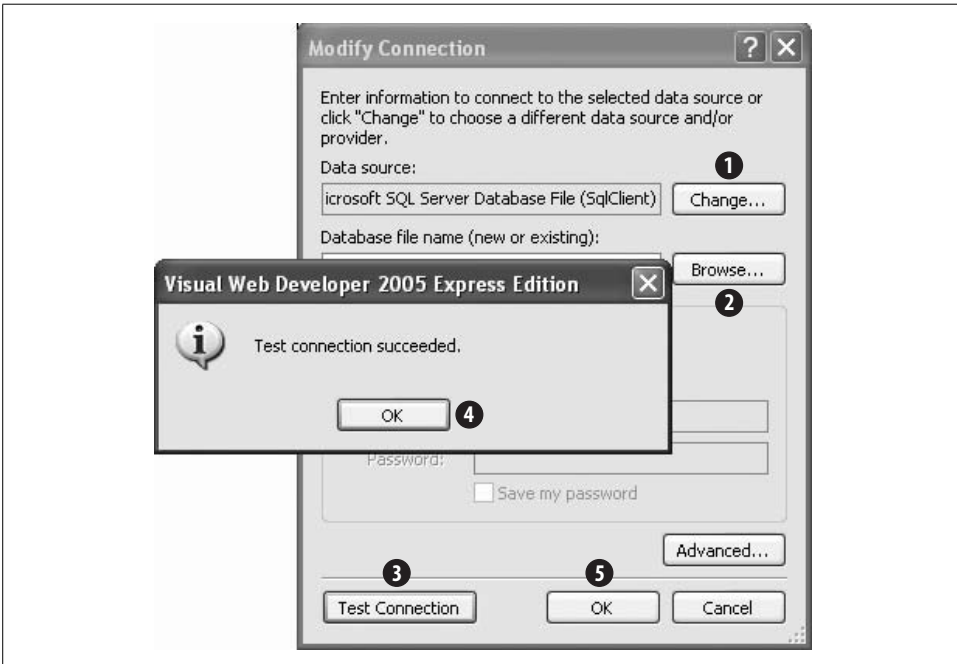 Modify Connection
Enter information to connect to the selected data source or
click "Change" to choose a different data source and/or
provider.
Data source:
1
icrosoft SQL Server Database File (SqlClient)
Change...
Database file name (new or existing):
Browse...
2
Visual Web Developer 2005 Express Edition
Test connection succeeded.
OK
4
Password:
Save my password
Advanced...
3
5
Test Connection
OK
Cancel